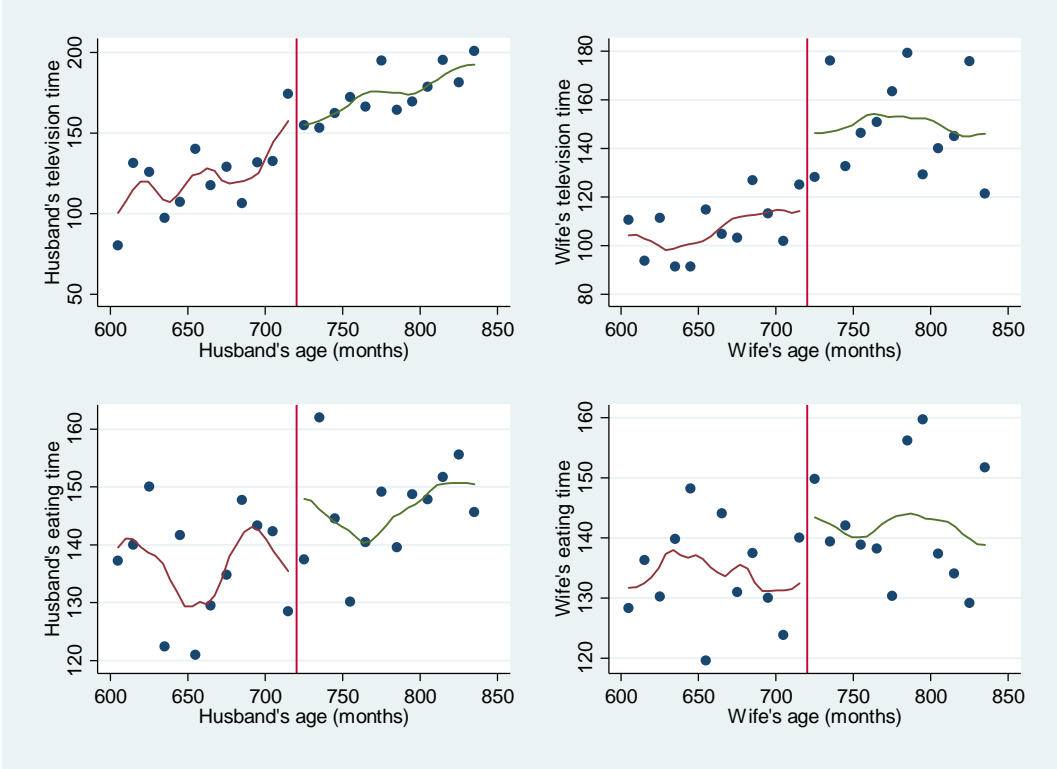 Husband's television time
200
150
100
50
600 650 700 750 800 850
Husband's age (months)
Wife's television time
180
160
140
120
100
80
600 650 700 750 800 850
Wife's age (months)
Husband's eating time
160
150
140
130
120
600 650 700 750 800 850
Husband's age (months)
Wife's eating time
160
150
140
130
120
600 650 700 750 800 850
Wife's age (months)